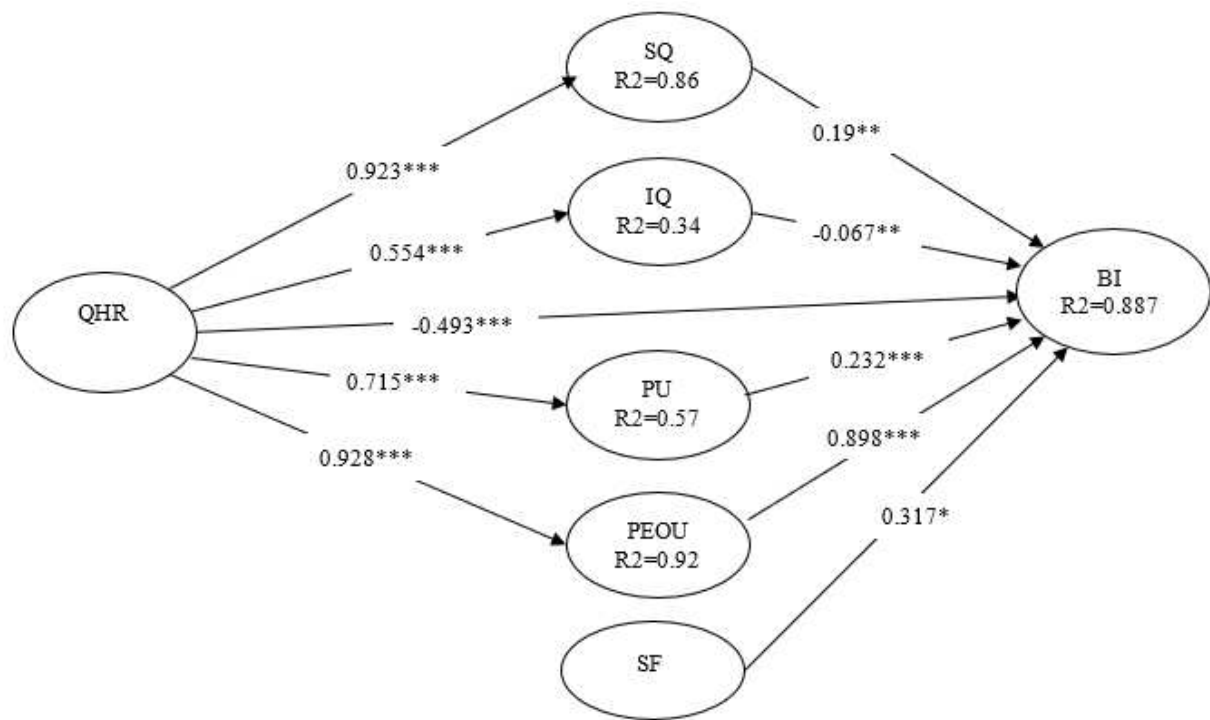 SQ
R2=0.86
0.19**
0.923***
IQ
R2=0.34
0.554***
-0.067**
QHR
BI
R2=0.887
-0.493***
0.232***
0.715***
PU
R2=0.57
0.898***
0.928***
PEOU
R2=0.92
0.317*
SF